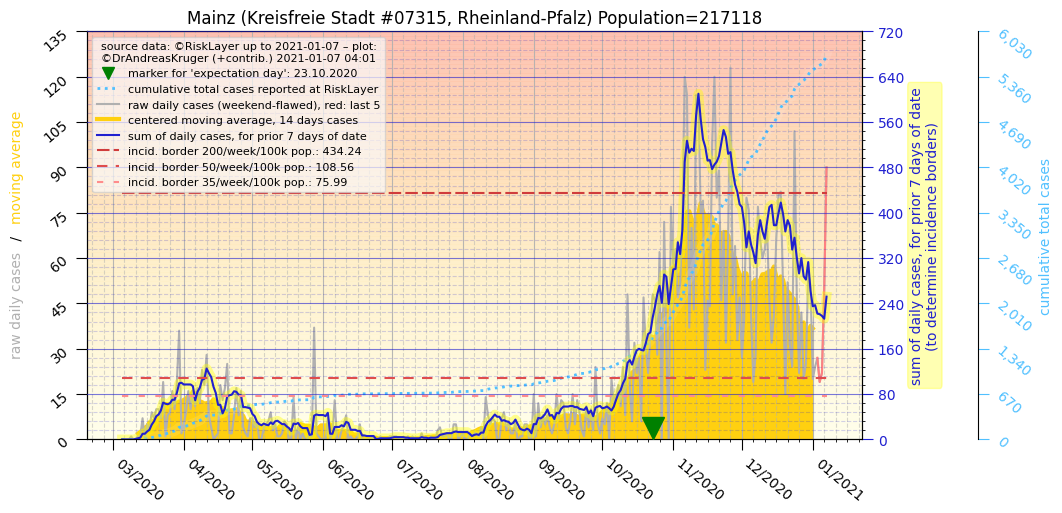 Mainz (Kreisfreie Stadt #07315, Rheinland-Pfalz) Population=217118
source data: ©RiskLayer up to 2021-01-07 – plot:
©DrAndreasKruger (+contrib.) 2021-01-07 04:01
marker for 'expectation day': 23.10.2020
cumulative total cases reported at RiskLayer
raw daily cases (weekend-flawed), red: last 5
centered moving average, 14 days cases
sum of daily cases, for prior 7 days of date
incid. border 200/week/100k pop.: 434.24
incid. border 50/week/100k pop.: 108.56
incid. border 35/week/100k pop.: 75.99
raw daily cases / moving average
135
120
105
90
75
60
45
30
15
0
03/2020
04/2020
05/2020
06/2020
07/2020
08/2020
09/2020
10/2020
11/2020
12/2020
01/2021
720
640
560
480
400
320
240
160
80
0
sum of daily cases, for prior 7 days of date
(to determine incidence borders)
6,030
5,360
4,690
4,020
3,350
2,680
2,010
1,340
670
0
cumulative total cases